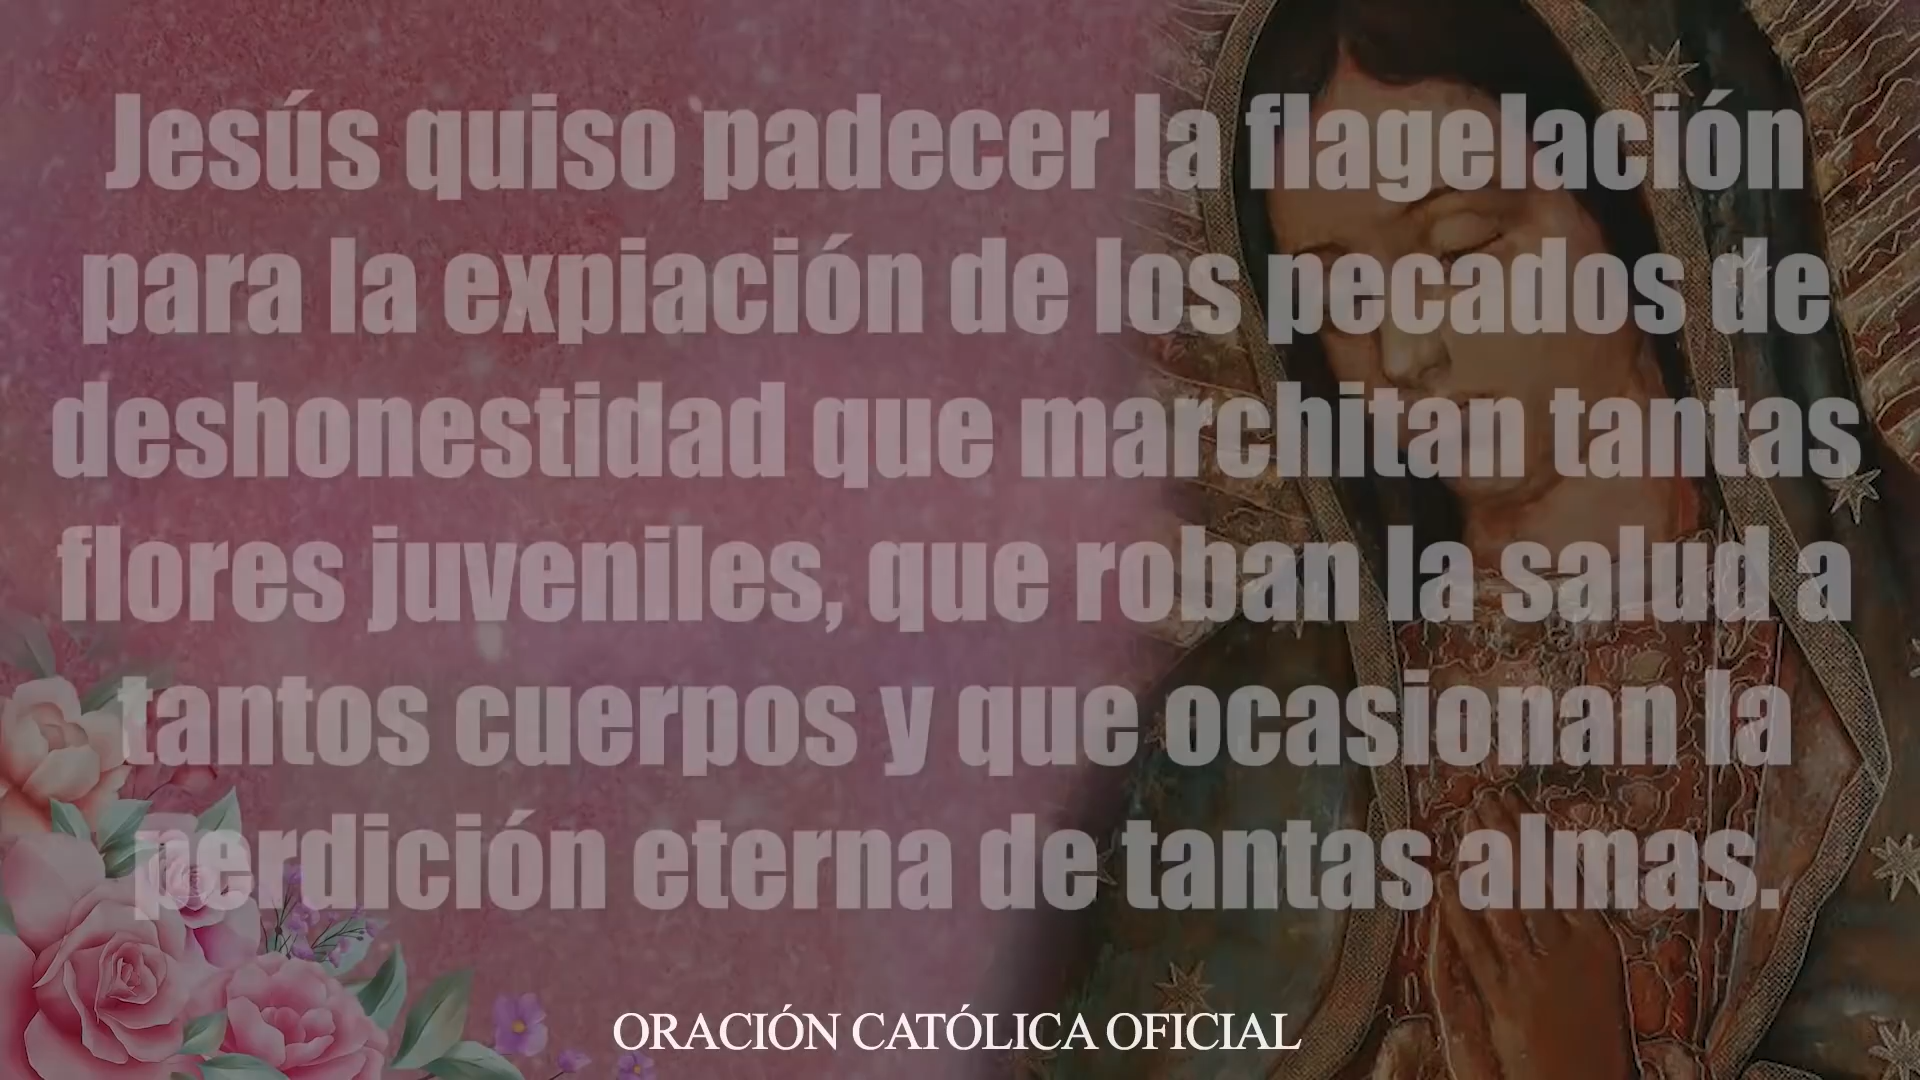 Jesús quiso padecer la flagelación
para la expiación de los pecados de
deshonestidad que marchitan tantas
flores juveniles, que roban la salud a
tantos cuerpos y que ocasionan la
perdición eterna de tantas almas.
ORACIÓN CATÓLICA OFICIAL